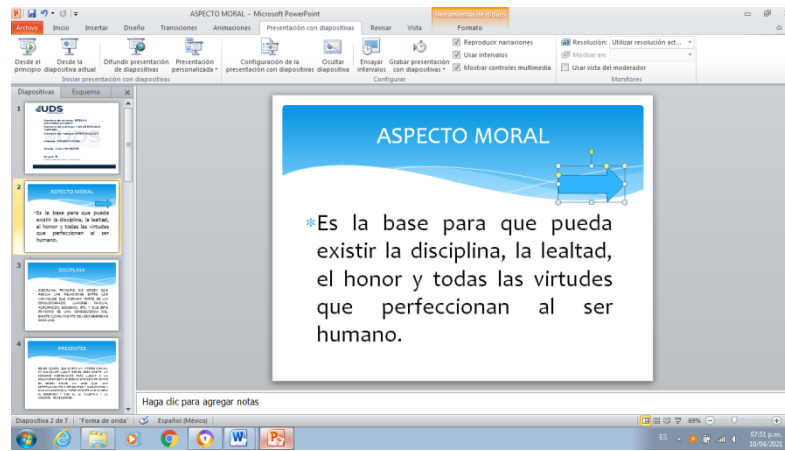 ASPECTO MORAL - Microsoft PowerPoint
Herramientas de dibujo
Archivo Inicio Insertar Diseño Transiciones Animaciones Presentación con diapositivas Revisar Vista Formato
Desde el principio
Desde la diapositiva actual
Difundir presentación de diapositivas
Presentación personalizada
Configuración de la presentación con diapositivas
Ocultar diapositiva
Ensayar intervalos
Grabar presentación con diapositivas
Reproducir narraciones
Usar intervalos
Mostrar controles multimedia
Resolución: Utilizar resolución act...
Mostrar en:
Usar vista del moderador
Iniciar presentación con diapositivas Configurar Monitores
Diapositivas Esquema
1
UDS
2
ASPECTO MORAL
*Es la base para que pueda
existir la disciplina, la lealtad,
el honor y todas las virtudes
que perfeccionan al ser
humano.
3
DICIPLINA
4
PRESENTES
ASPECTO MORAL
*Es la base para que pueda
existir la disciplina, la lealtad,
el honor y todas las virtudes
que perfeccionan al ser
humano.
Haga clic para agregar notas
Diapositiva 2 de 7 "Forma de onda" Español (México) 69%
ES
07:51 p.m.
10/04/2021